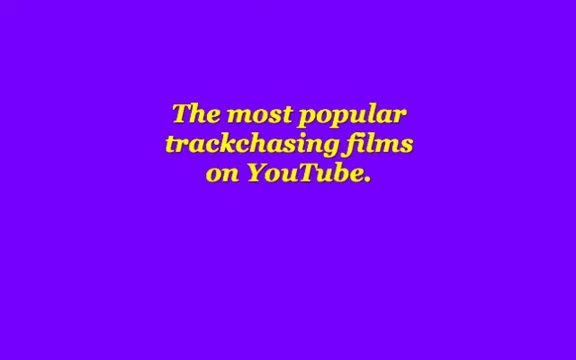 The most popular
trackchasing films
on YouTube.